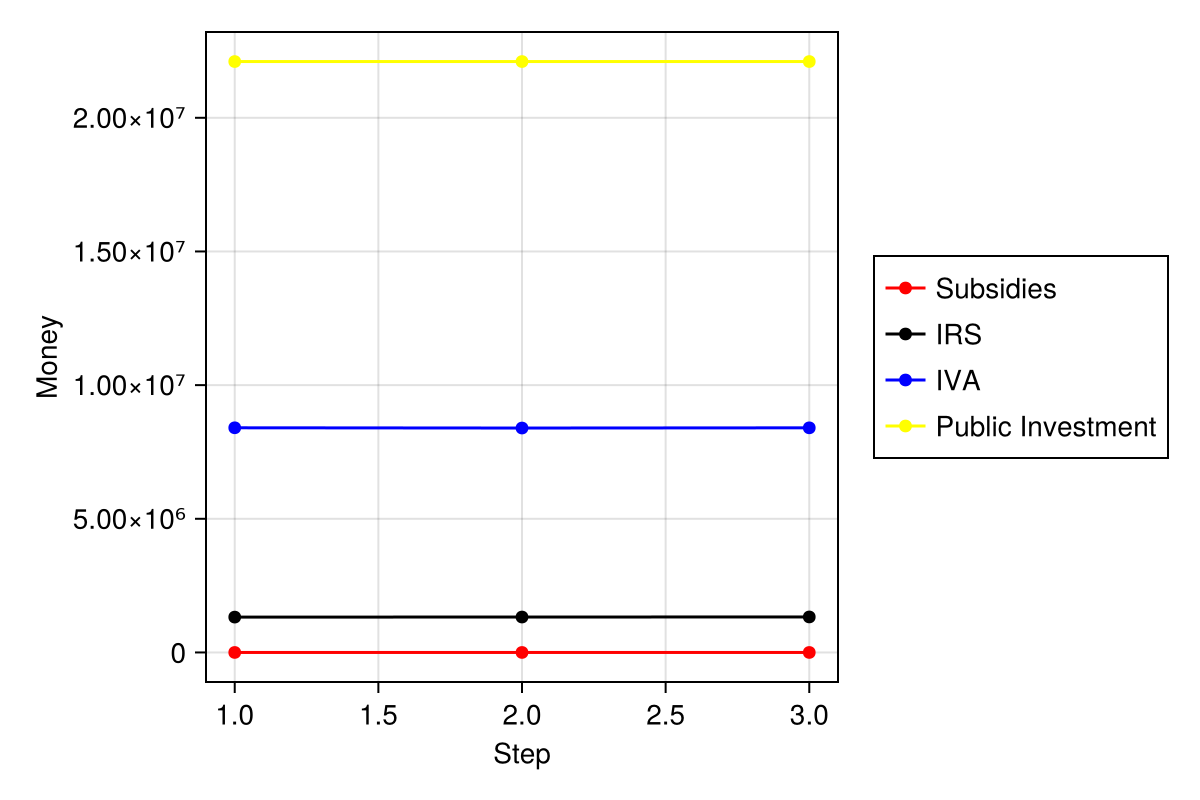 2.00×10⁷
1.50×10⁷
1.00×10⁷
5.00×10⁶
0
Money
1.0 1.5 2.0 2.5 3.0
Step
Subsidies
IRS
IVA
Public Investment